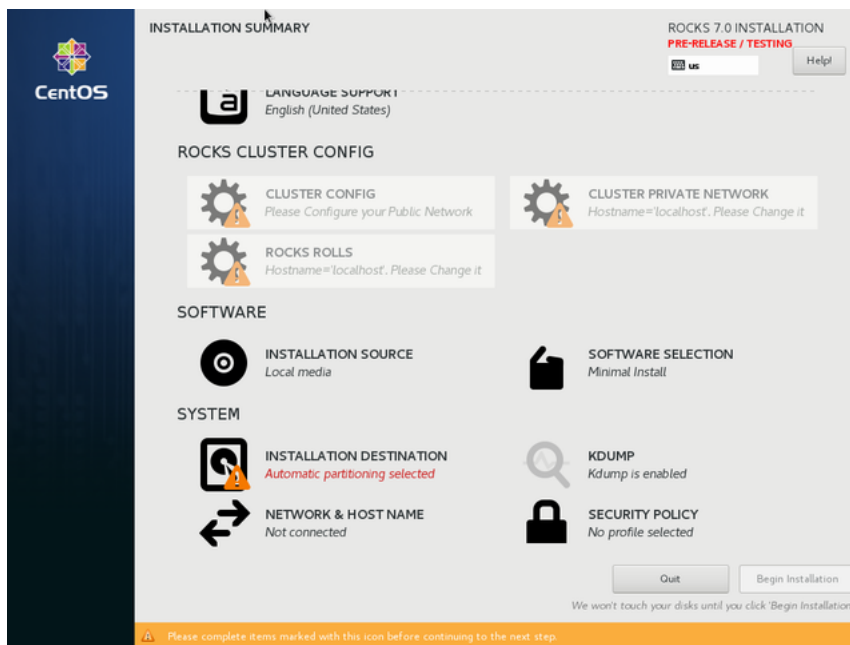 INSTALLATION SUMMARY
ROCKS 7.0 INSTALLATION
PRE-RELEASE / TESTING
us
Help!
CentOS
LANGUAGE SUPPORT
English (United States)
ROCKS CLUSTER CONFIG
CLUSTER CONFIG
Please Configure your Public Network
CLUSTER PRIVATE NETWORK
Hostname='localhost'. Please Change it
ROCKS ROLLS
Hostname='localhost'. Please Change it
SOFTWARE
INSTALLATION SOURCE
Local media
SOFTWARE SELECTION
Minimal Install
SYSTEM
INSTALLATION DESTINATION
Automatic partitioning selected
KDUMP
Kdump is enabled
NETWORK & HOST NAME
Not connected
SECURITY POLICY
No profile selected
Quit
Begin Installation
We won't touch your disks until you click 'Begin Installation
Please complete items marked with this icon before continuing to the next step.